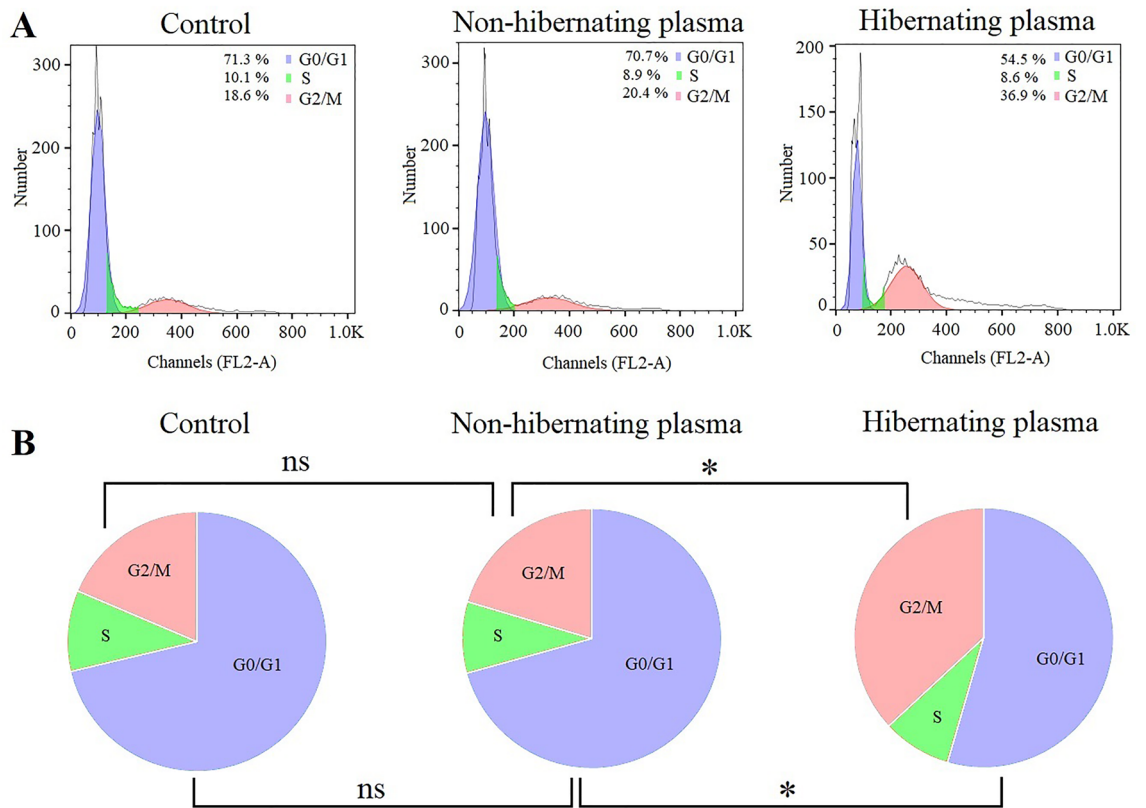 A
Control
Non-hibernating plasma
Hibernating plasma
71.3 % G0/G1
10.1 % S
18.6 % G2/M
300
200
100
0
Number
0 200 400 600 800 1.0K
Channels (FL2-A)
70.7% G0/G1
8.9 % S
20.4 % G2/M
300
200
100
0
Number
0 200 400 600 800 1.0K
Channels (FL2-A)
54.5 % G0/G1
8.6 % S
36.9 % G2/M
200
150
100
50
0
Number
0 200 400 600 800 1.0K
Channels (FL2-A)
B
Control
Non-hibernating plasma
Hibernating plasma
ns
*
G2/M
S
G0/G1
G2/M
S
G0/G1
G2/M
S
G0/G1
ns
*